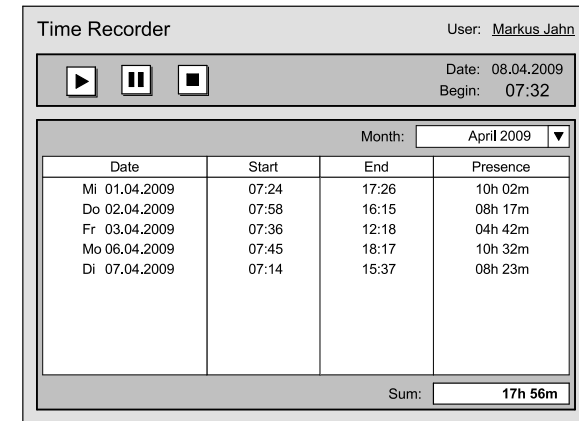 Time Recorder User: Markus Jahn
Date: 08.04.2009
Begin: 07:32
Month: April 2009
Date Start End Presence
Mi 01.04.2009 07:24 17:26 10h 02m
Do 02.04.2009 07:58 16:15 08h 17m
Fr 03.04.2009 07:36 12:18 04h 42m
Mo 06.04.2009 07:45 18:17 10h 32m
Di 07.04.2009 07:14 15:37 08h 23m
Sum: 17h 56m